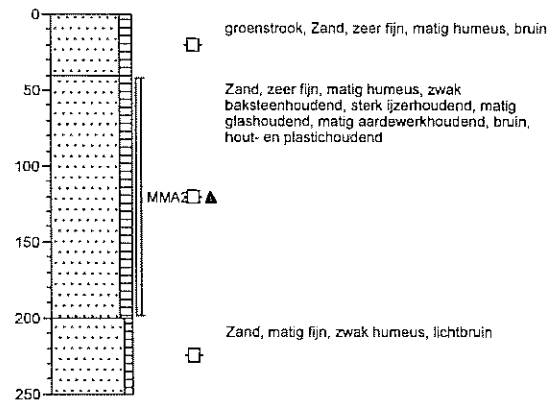 0
groenstrook, Zand, zeer fijn, matig humeus, bruin
50
Zand, zeer fijn, matig humeus, zwak
baksteenhoudend, sterk ijzerhoudend, matig
glashoudend, matig aardewerkhoudend, bruin,
hout- en plastichoudend
100
MMA2
150
200
Zand, matig fijn, zwak humeus, lichtbruin
250